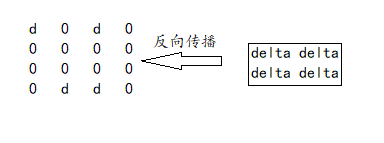 d 0 d 0
0 0 0 0
0 0 0 0
0 d d 0
反向传播
delta delta
delta delta